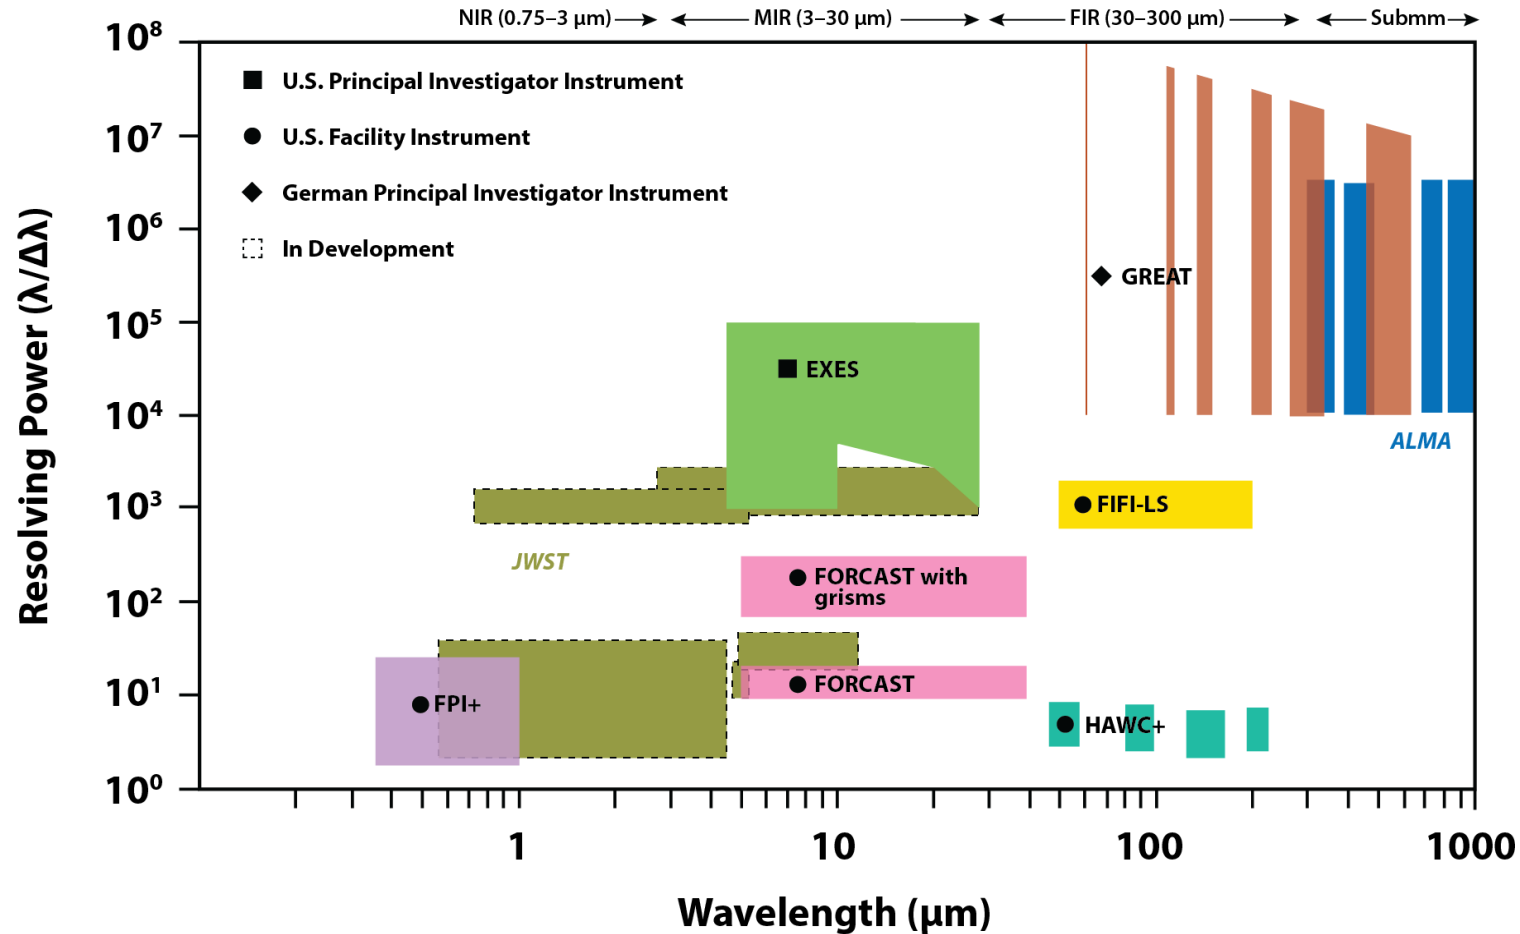 NIR (0.75–3 μm)
MIR (3–30 μm)
FIR (30–300 μm)
Submm
10⁸
10⁷
10⁶
10⁵
10⁴
10³
10²
10¹
10⁰
Resolving Power (λ/Δλ)
U.S. Principal Investigator Instrument
U.S. Facility Instrument
German Principal Investigator Instrument
In Development
GREAT
EXES
ALMA
FIFI-LS
JWST
FORCAST with
grisms
FORCAST
FPI+
HAWC+
1
10
100
1000
Wavelength (μm)